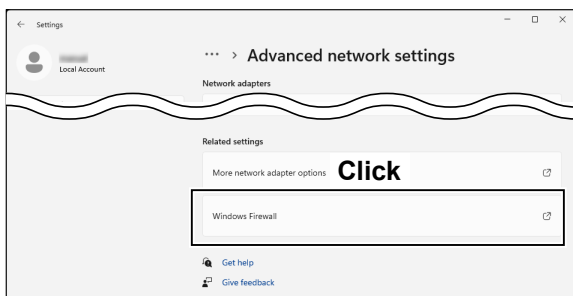 Settings
Local Account
Advanced network settings
Network adapters
Related settings
More network adapter options
Click
Windows Firewall
Get help
Give feedback